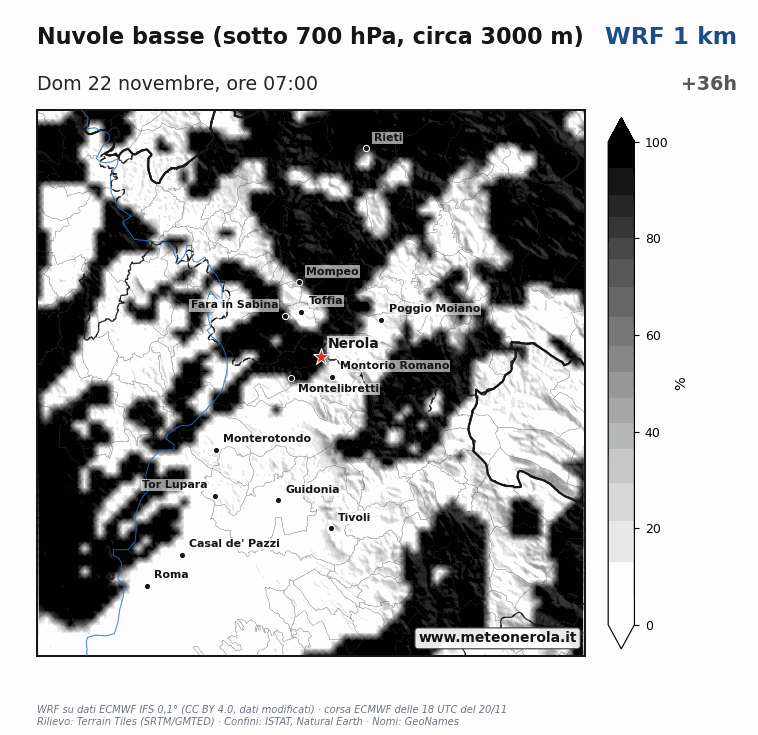 Nuvole basse (sotto 700 hPa, circa 3000 m) WRF 1 km
Dom 22 novembre, ore 07:00 +36h
Rieti
Mompeo
Fara in Sabina
Toffia
Poggio Moiano
Nerola
Montorio Romano
Montelibretti
Monterotondo
Tor Lupara
Guidonia
Tivoli
Casal de' Pazzi
Roma
www.meteonerola.it
100
80
60
40
20
0
%
WRF su dati ECMWF IFS 0,1° (CC BY 4.0, dati modificati) · corsa ECMWF delle 18 UTC del 20/11
Rilievo: Terrain Tiles (SRTM/GMTED) · Confini: ISTAT, Natural Earth · Nomi: GeoNames